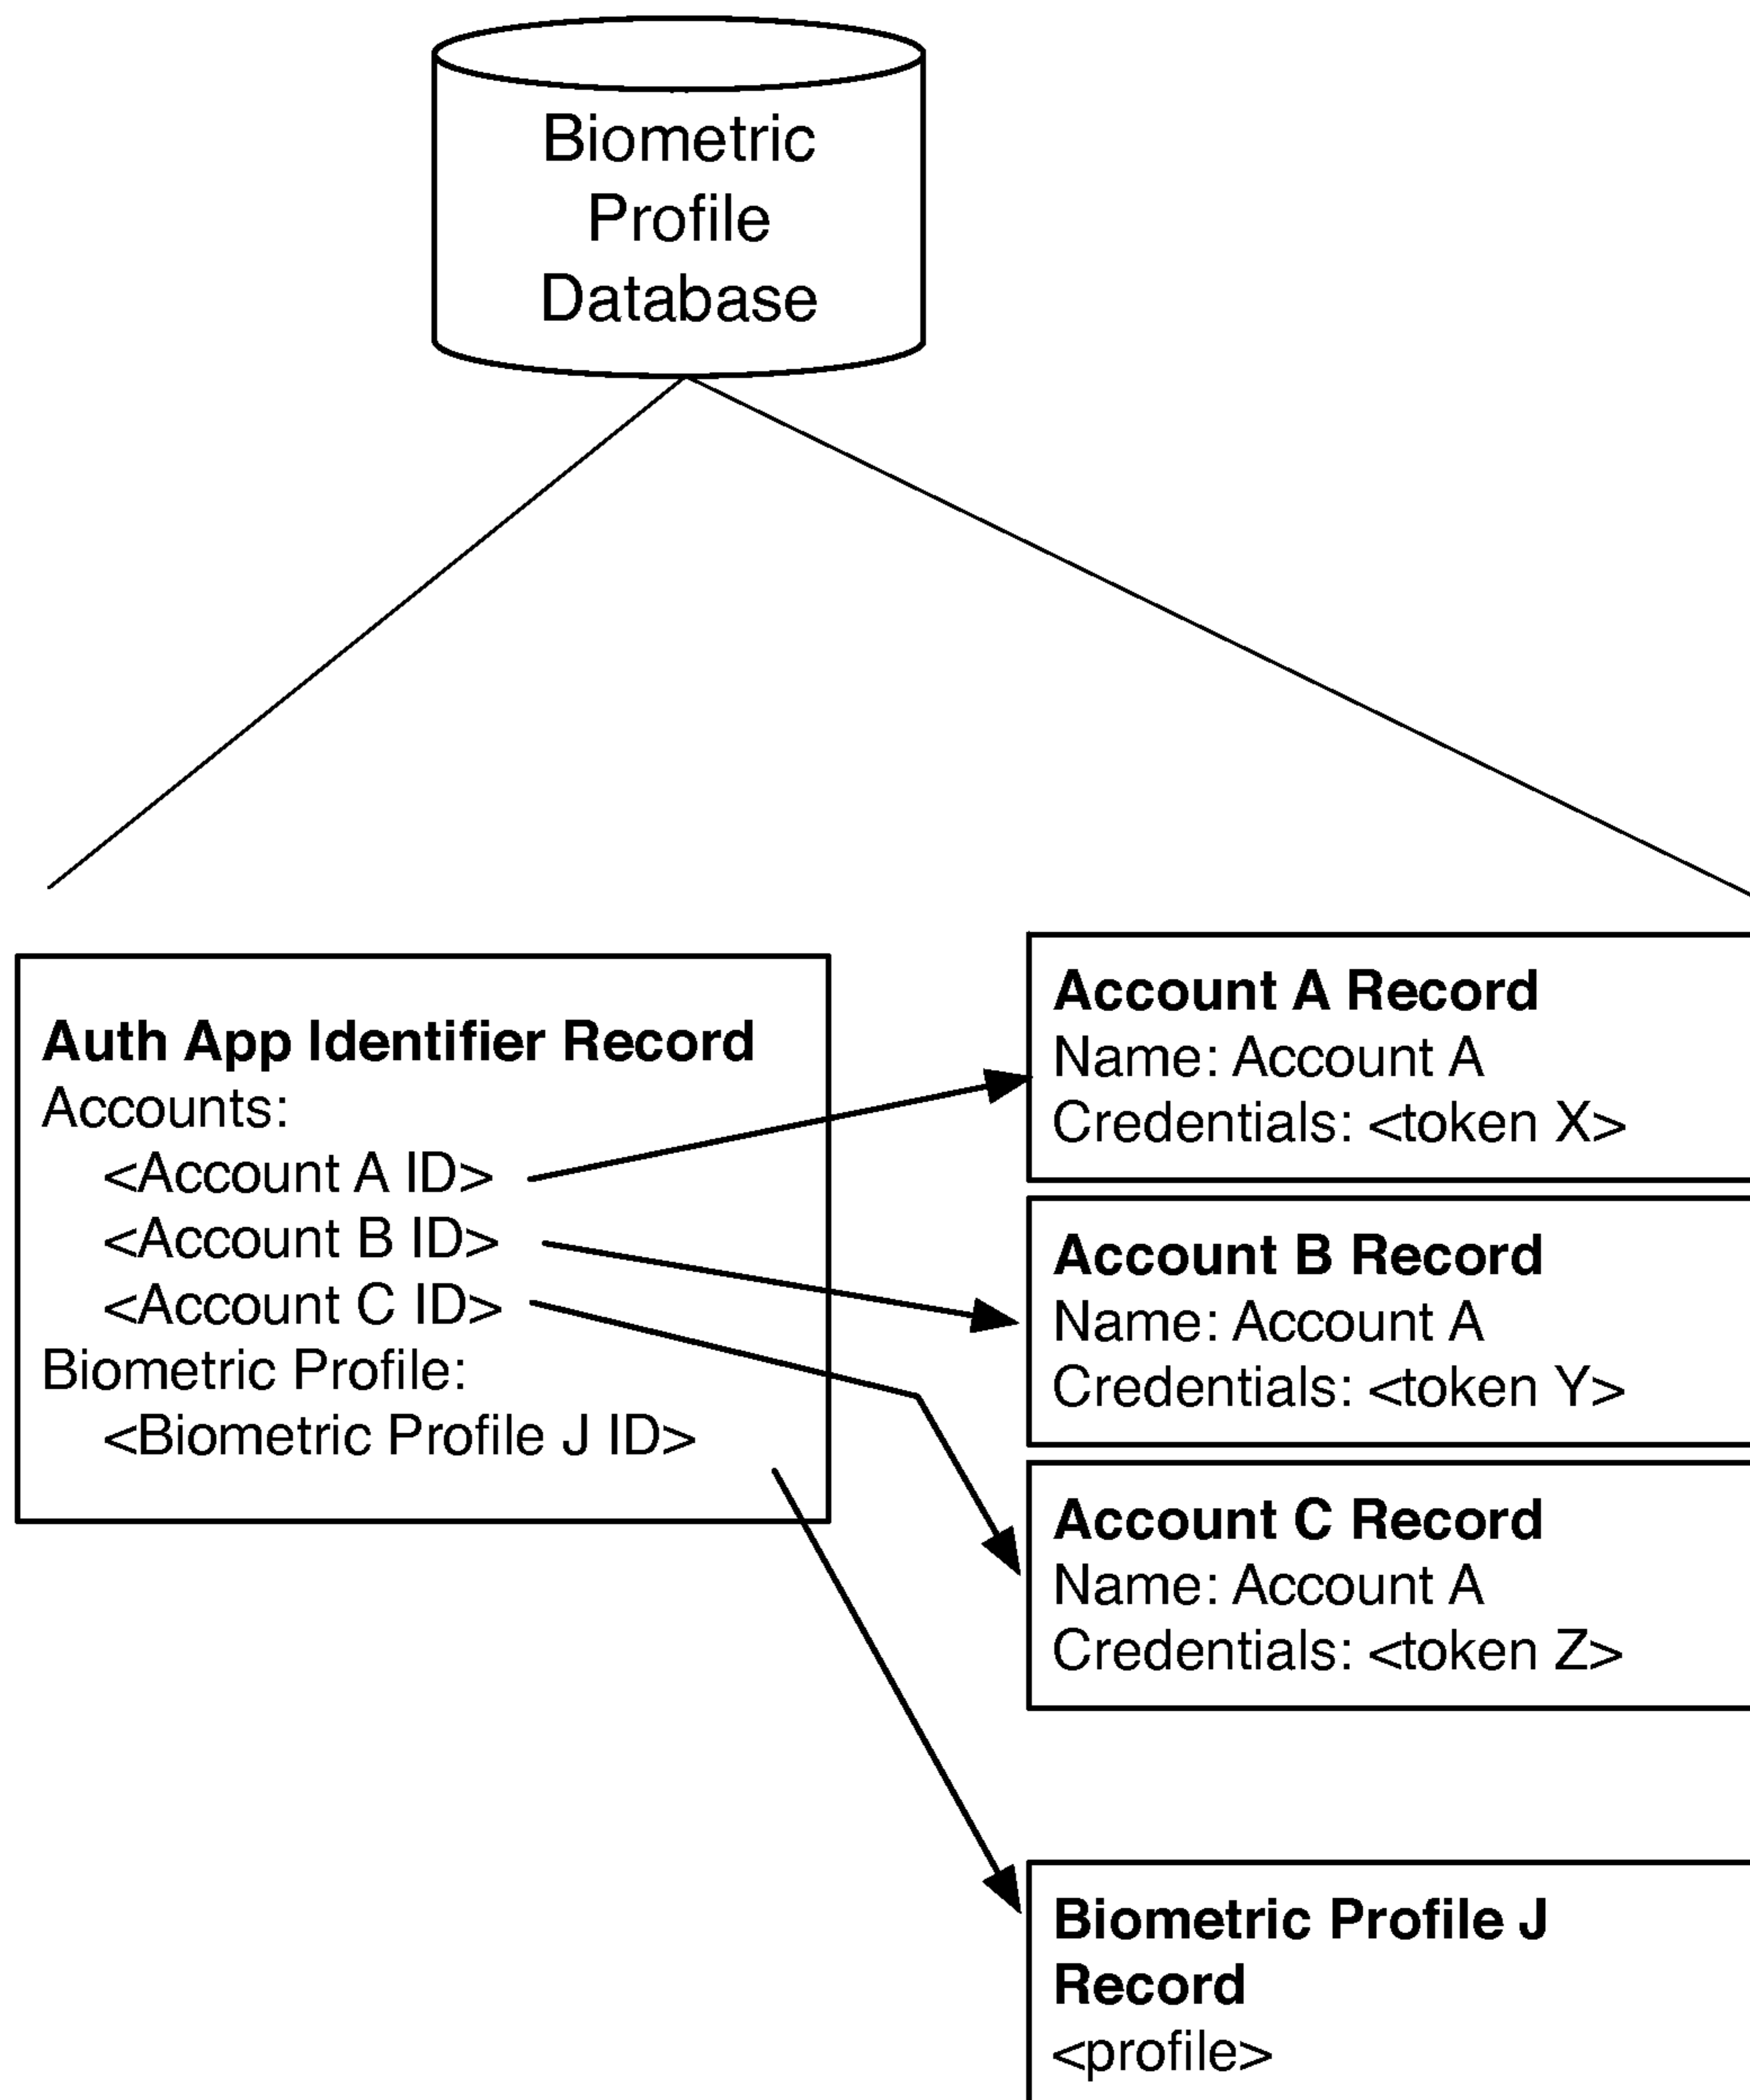 Biometric
Profile
Database
Auth App Identifier Record
Accounts:
<Account A ID>
<Account B ID>
<Account C ID>
Biometric Profile:
<Biometric Profile J ID>
Account A Record
Name: Account A
Credentials: <token X>
Account B Record
Name: Account A
Credentials: <token Y>
Account C Record
Name: Account A
Credentials: <token Z>
Biometric Profile J
Record
<profile>